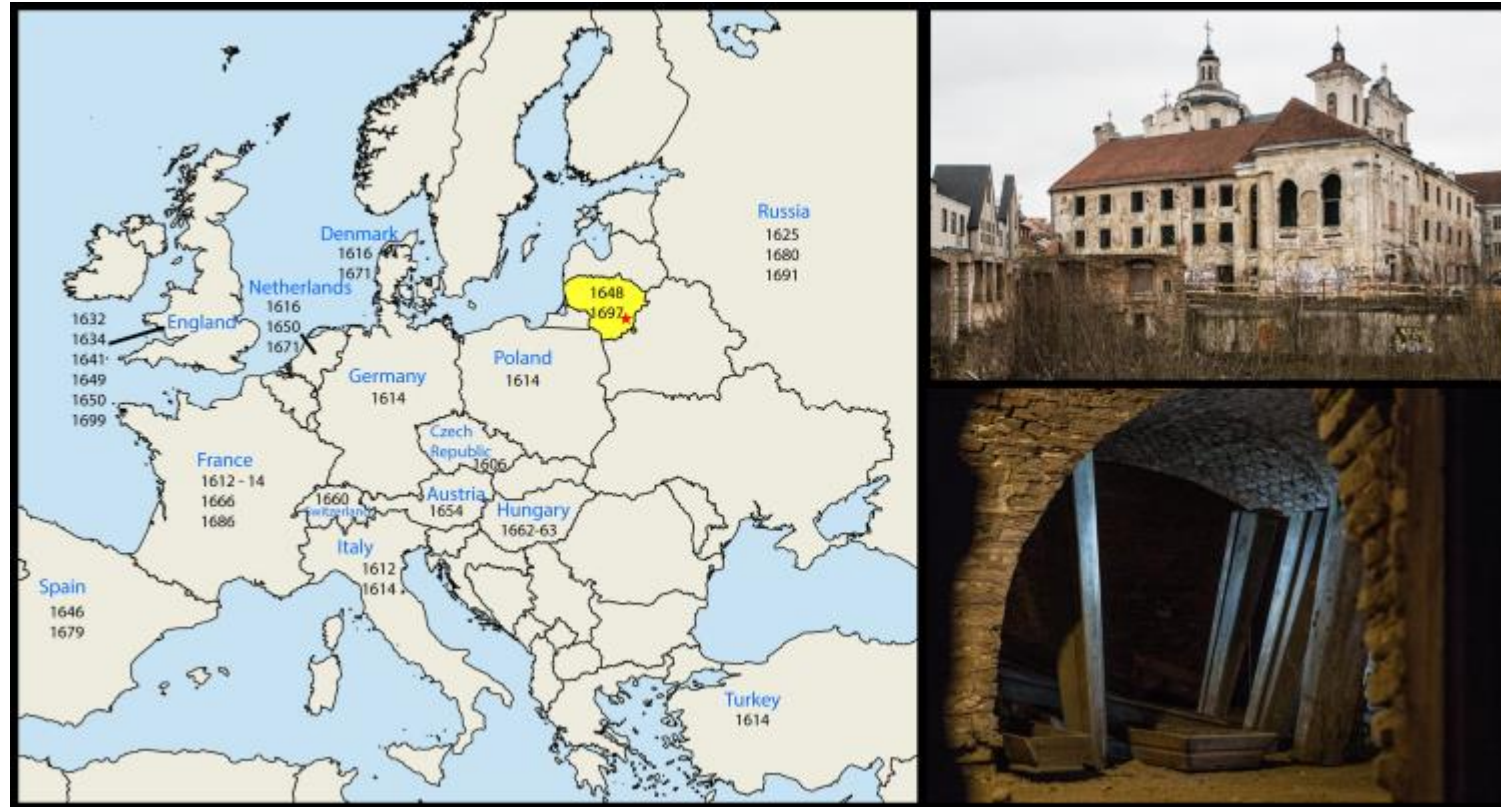 Russia
1625
1680
1691
Denmark
1616
1671
Netherlands
1616
1650
1671
1648
1697
England
1632
1634
1641
1649
1650
1699
Poland
1614
Germany
1614
Czech
Republic
1606
France
1612 - 14
1666
1686
1660
Switzerland
Austria
1654
Hungary
1662-63
Italy
1612
1614
Spain
1646
1679
Turkey
1614